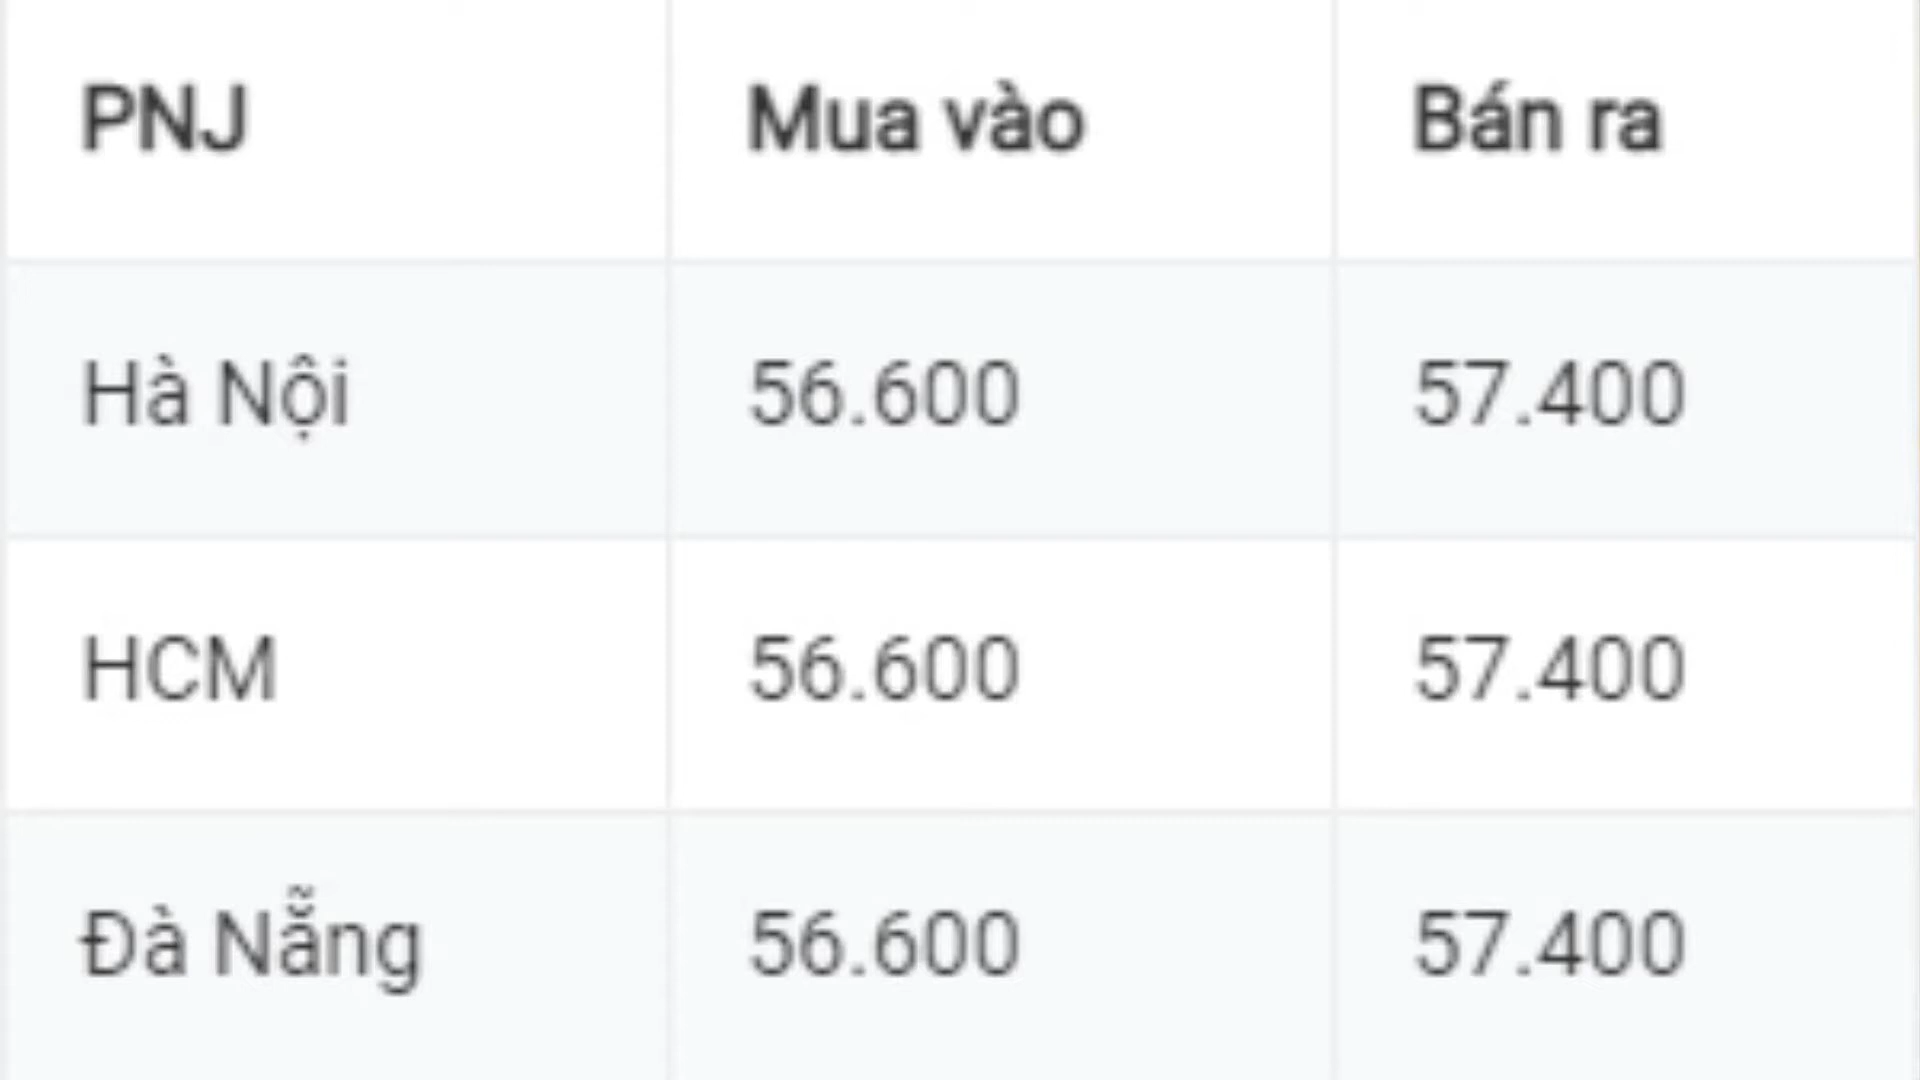 PNJ Mua vào Bán ra
Hà Nội 56.600 57.400
HCM 56.600 57.400
Đà Nẵng 56.600 57.400